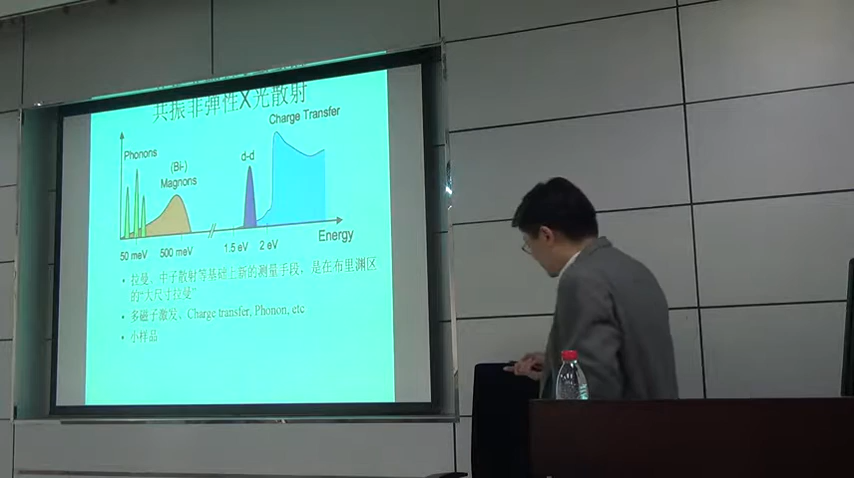 共振非弹性X光散射
Charge Transfer
Phonons
(Bi-)
Magnons
d-d
50 meV
500 meV
1.5 eV
2 eV
Energy
• 拉曼、中子散射等基础上新的测量手段，是在布里渊区
的“大尺寸拉曼”
• 多磁子激发、Charge transfer, Phonon, etc
• 小样品